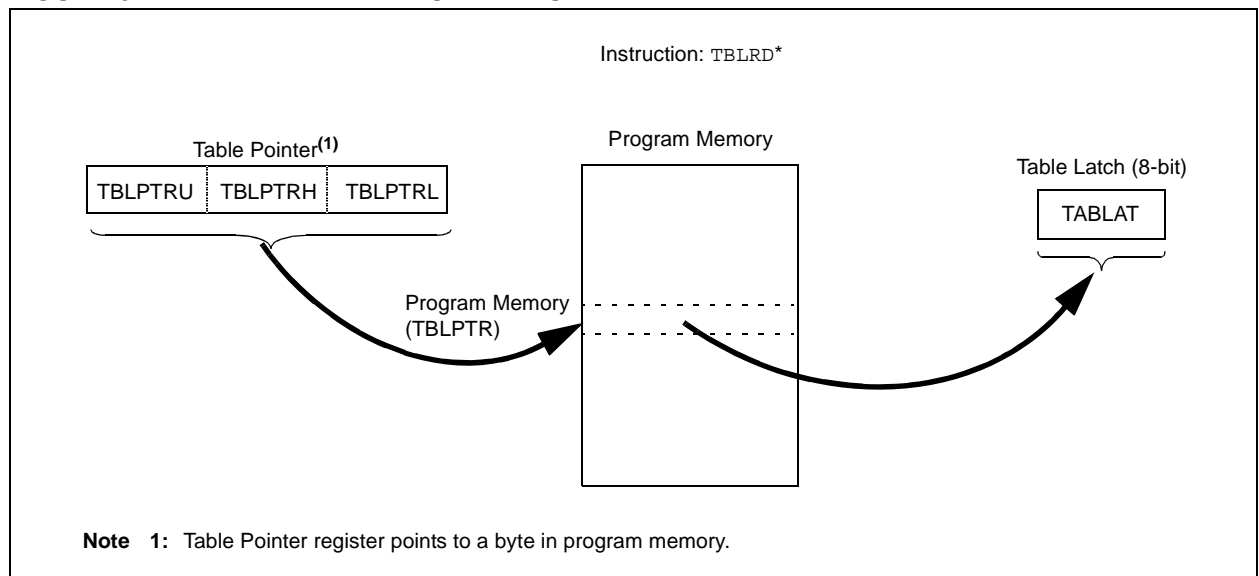 Instruction: TBLRD*
Program Memory
Table Pointer(1)
Table Latch (8-bit)
TBLPTRU TBLPTRH TBLPTRL
TABLAT
Program Memory
(TBLPTR)
Note 1: Table Pointer register points to a byte in program memory.